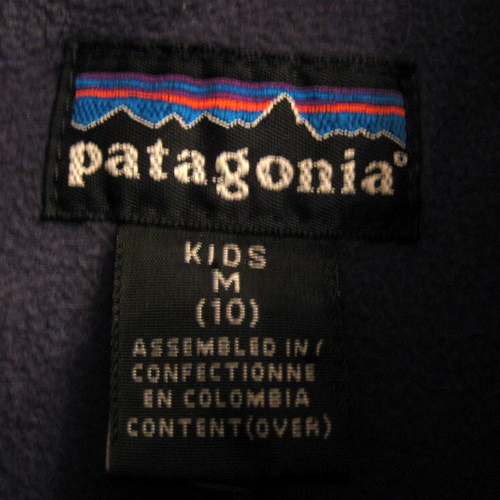 patagonia®
KIDS
M
(10)
ASSEMBLED IN/
CONFECTIONNE
EN COLOMBIA
CONTENT(OVER)